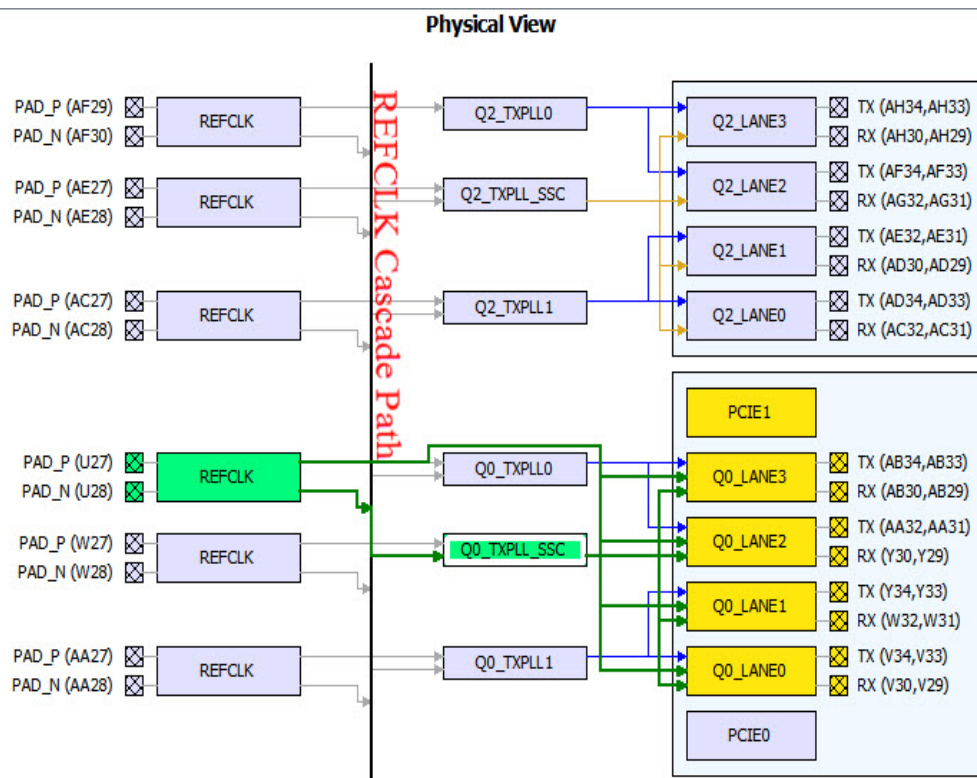 Physical View
REFCLK Cascade Path
PAD_P (AF29)
PAD_N (AF30)
REFCLK
Q2_TXPLL0
Q2_LANE3
TX (AH34,AH33)
RX (AH30,AH29)
PAD_P (AE27)
PAD_N (AE28)
REFCLK
Q2_TXPLL_SSC
Q2_LANE2
TX (AF34,AF33)
RX (AG32,AG31)
Q2_LANE1
TX (AE32,AE31)
RX (AD30,AD29)
PAD_P (AC27)
PAD_N (AC28)
REFCLK
Q2_TXPLL1
Q2_LANE0
TX (AD34,AD33)
RX (AC32,AC31)
PCIE1
PAD_P (U27)
PAD_N (U28)
REFCLK
Q0_TXPLL0
Q0_LANE3
TX (AB34,AB33)
RX (AB30,AB29)
PAD_P (W27)
PAD_N (W28)
REFCLK
Q0_TXPLL_SSC
Q0_LANE2
TX (AA32,AA31)
RX (Y30,Y29)
Q0_LANE1
TX (Y34,Y33)
RX (W32,W31)
PAD_P (AA27)
PAD_N (AA28)
REFCLK
Q0_TXPLL1
Q0_LANE0
TX (V34,V33)
RX (V30,V29)
PCIE0